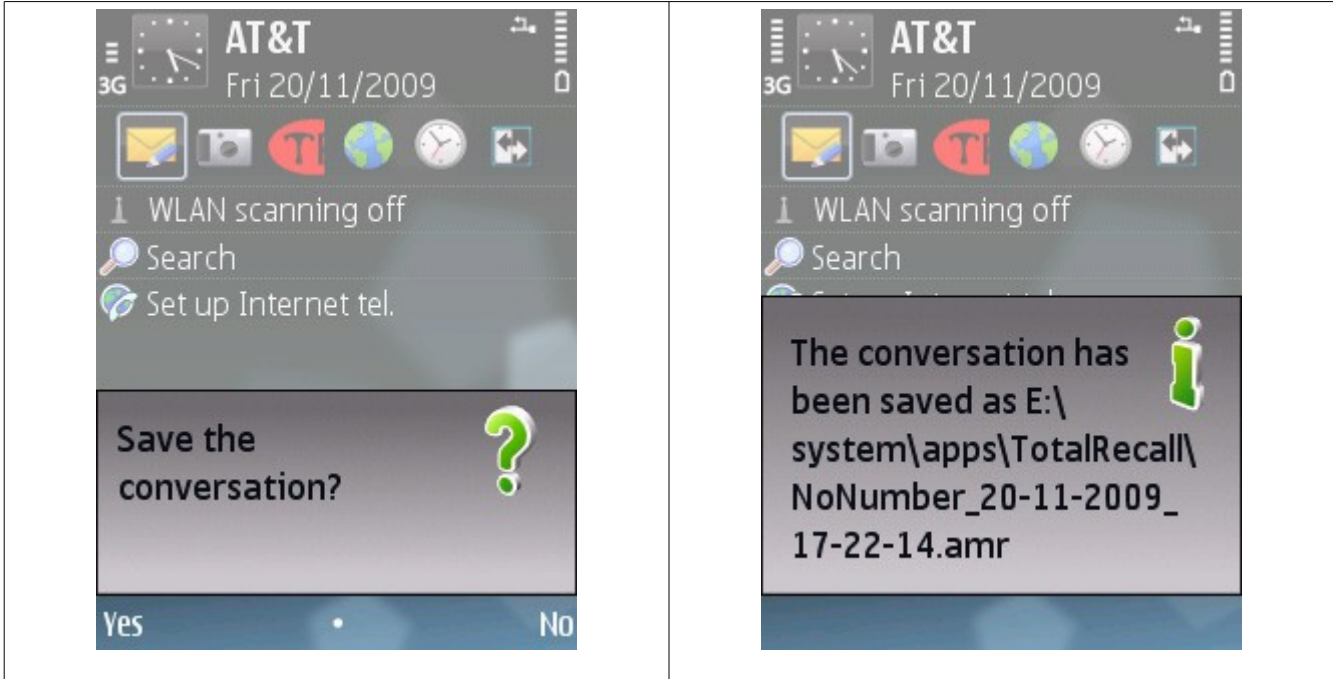 AT&T
3G
Fri 20/11/2009
WLAN scanning off
Search
Set up Internet tel.
Save the
conversation?
Yes
No
AT&T
3G
Fri 20/11/2009
WLAN scanning off
Search
The conversation has
been saved as E:\
system\apps\TotalRecall\
NoNumber_20-11-2009_
17-22-14.amr